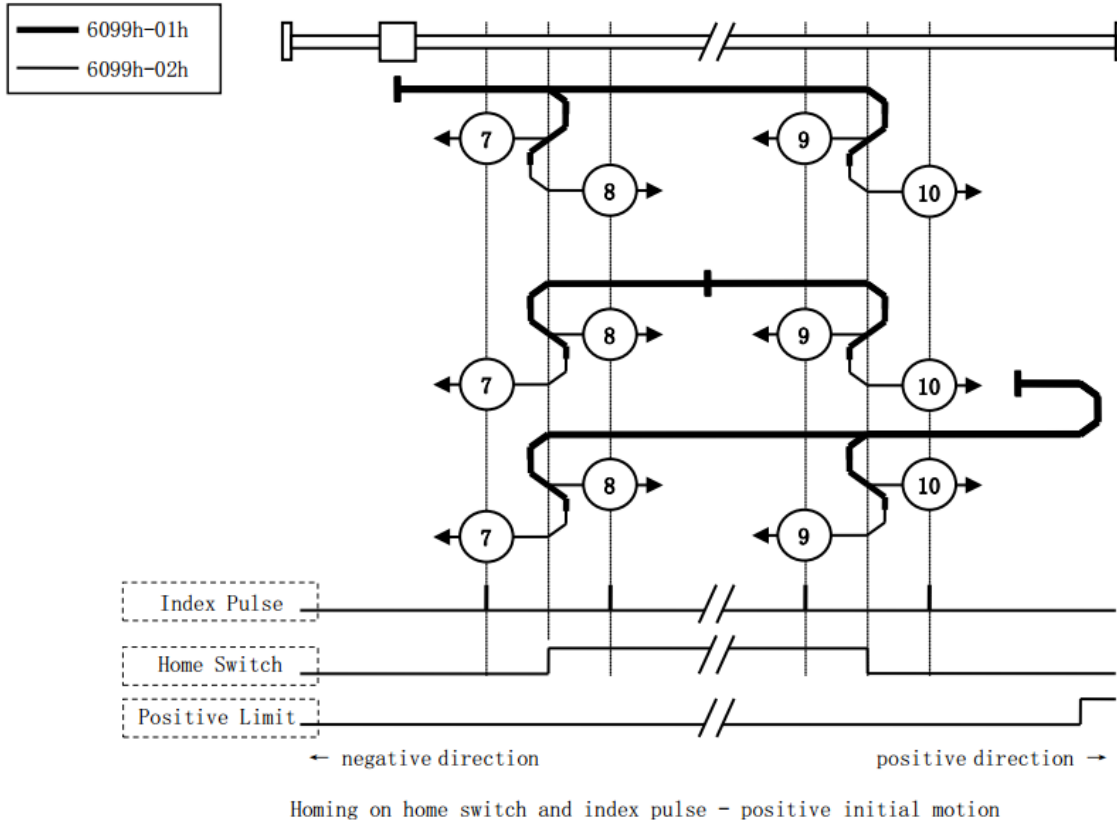 6099h-01h
6099h-02h
7
9
8
10
8
9
7
10
8
10
7
9
Index Pulse
Home Switch
Positive Limit
← negative direction
positive direction →
Homing on home switch and index pulse - positive initial motion